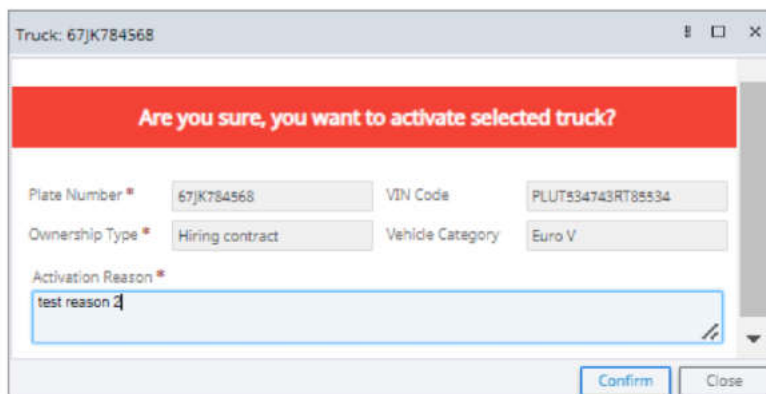 Truck: 67JK784568
Are you sure, you want to activate selected truck?
Plate Number * 67JK784568 VIN Code PLUT534743RT85534
Ownership Type * Hiring contract Vehicle Category Euro V
Activation Reason *
test reason 2
Confirm Close